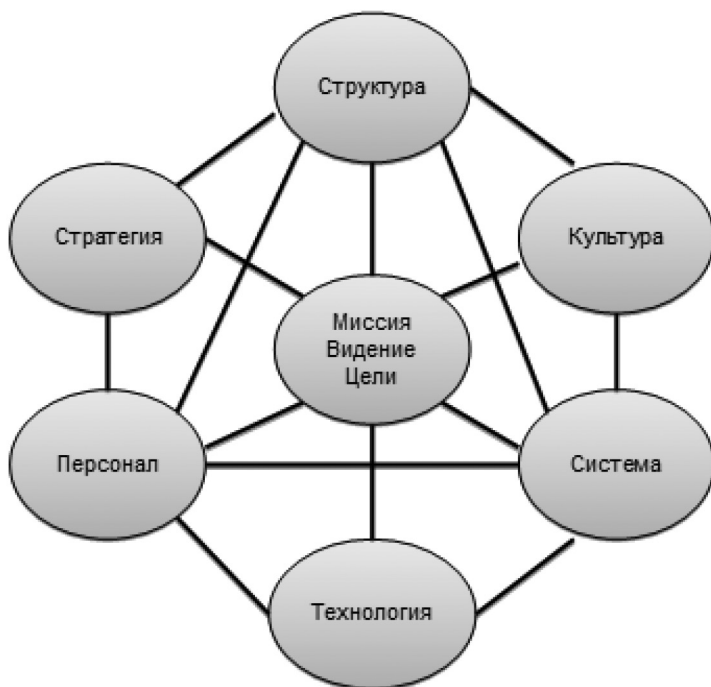 Структура
Стратегия
Культура
Миссия
Видение
Цели
Персонал
Система
Технология